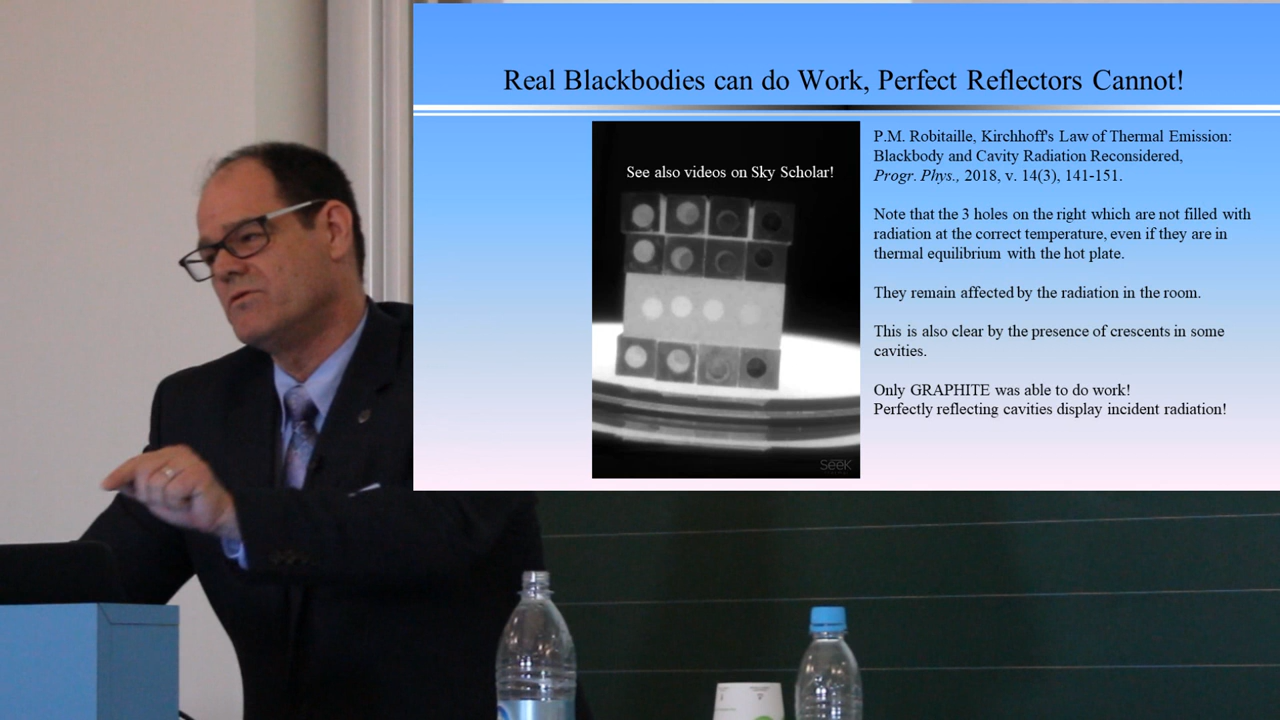 Real Blackbodies can do Work, Perfect Reflectors Cannot!
See also videos on Sky Scholar!
SeeK
P.M. Robitaille, Kirchhoff's Law of Thermal Emission:
Blackbody and Cavity Radiation Reconsidered,
Progr. Phys., 2018, v. 14(3), 141-151.
Note that the 3 holes on the right which are not filled with
radiation at the correct temperature, even if they are in
thermal equilibrium with the hot plate.
They remain affected by the radiation in the room.
This is also clear by the presence of crescents in some
cavities.
Only GRAPHITE was able to do work!
Perfectly reflecting cavities display incident radiation!